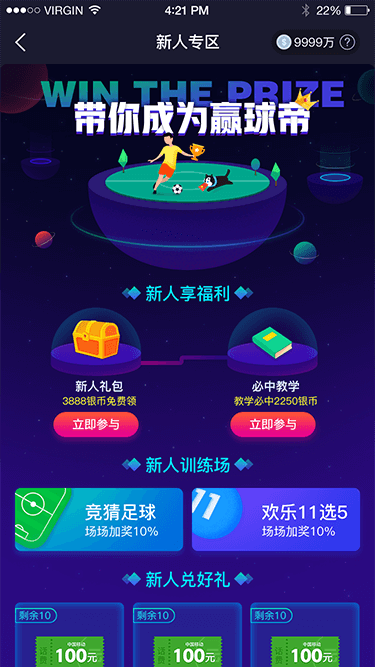 VIRGIN 4:21 PM 22%
新人专区 9999万 ?
WIN THE PRIZE
带你成为赢球帝
新人享福利
新人礼包 必中教学
3888银币免费领 教学必中2250银币
立即参与 立即参与
新人训练场
竞猜足球 11 欢乐11选5
场场加奖10% 场场加奖10%
新人兑好礼
剩余10 剩余10 剩余10
中国移动 中国移动 中国移动
100元 100元 100元